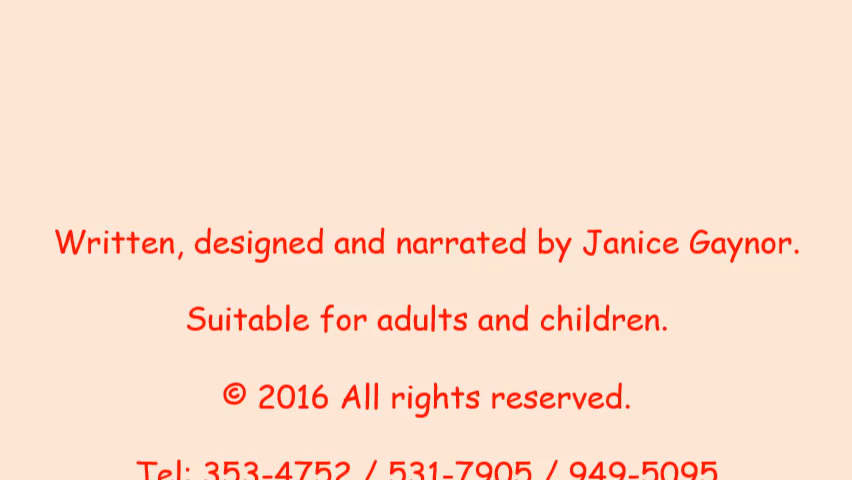 Written, designed and narrated by Janice Gaynor.
Suitable for adults and children.
© 2016 All rights reserved.
Tel: 353-4752 / 531-7905 / 949-5095